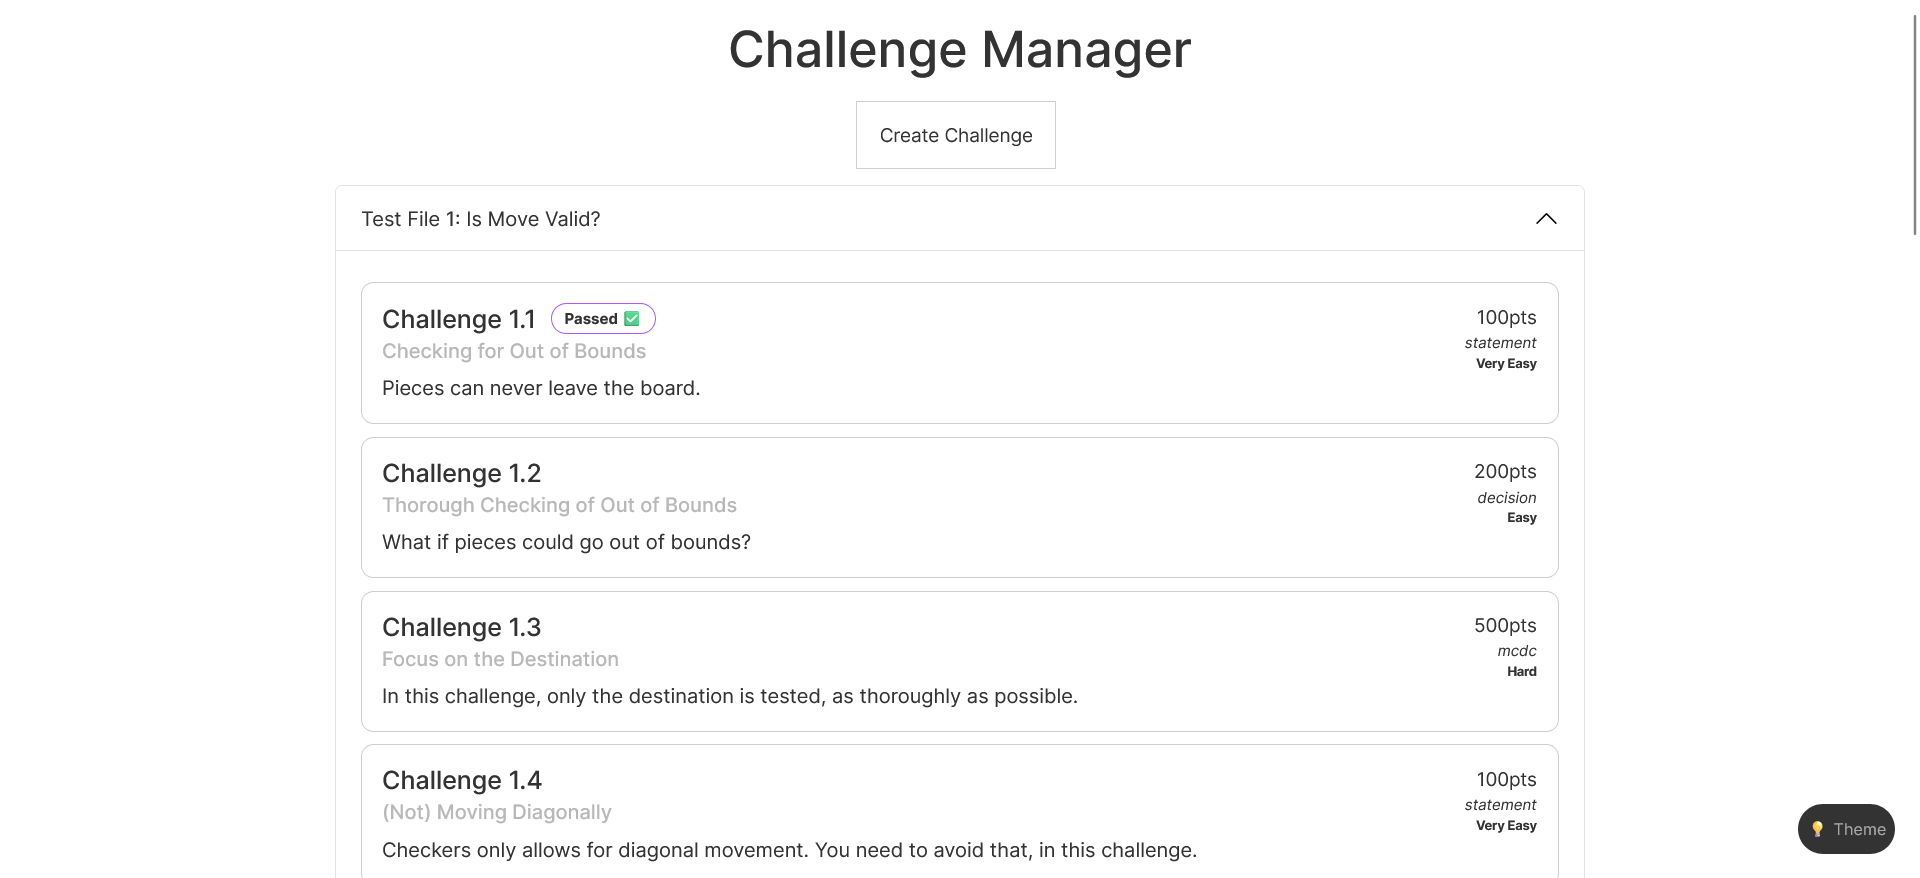 Challenge Manager
Create Challenge
Test File 1: Is Move Valid?
Challenge 1.1 Passed ✅ 100pts
Checking for Out of Bounds statement
Very Easy
Pieces can never leave the board.
Challenge 1.2 200pts
Thorough Checking of Out of Bounds decision
Easy
What if pieces could go out of bounds?
Challenge 1.3 500pts
Focus on the Destination mcdc
Hard
In this challenge, only the destination is tested, as thoroughly as possible.
Challenge 1.4 100pts
(Not) Moving Diagonally statement
Very Easy
Checkers only allows for diagonal movement. You need to avoid that, in this challenge.
💡 Theme